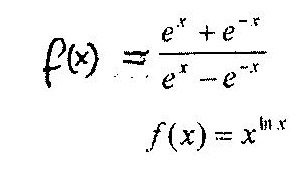 f(x) = (e^x + e^-x) / (e^x - e^-x)
f(x) = x^ln x